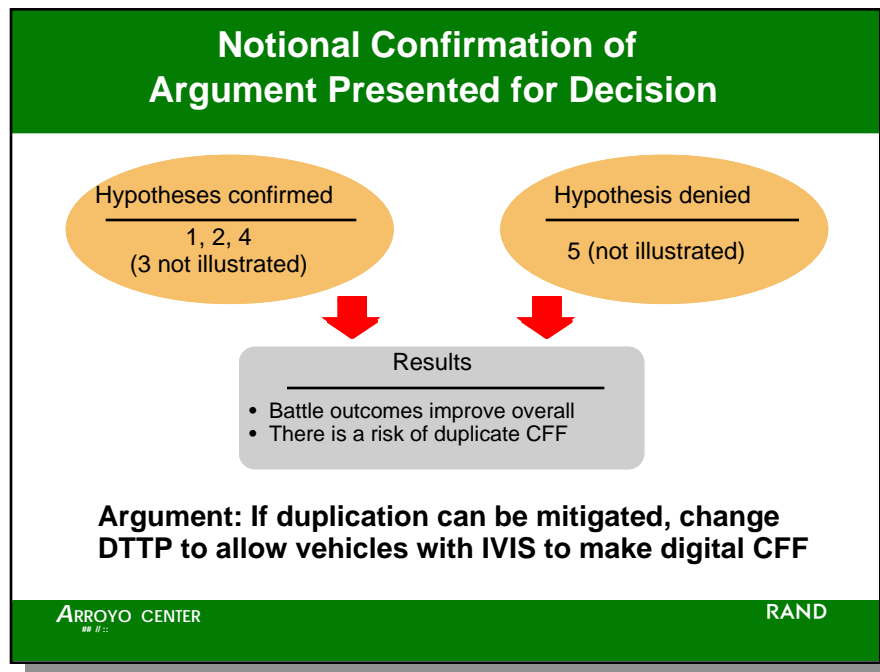 Notional Confirmation of
Argument Presented for Decision
Hypotheses confirmed
1, 2, 4
(3 not illustrated)
Hypothesis denied
5 (not illustrated)
Results
• Battle outcomes improve overall
• There is a risk of duplicate CFF
Argument: If duplication can be mitigated, change
DTTP to allow vehicles with IVIS to make digital CFF
ARROYO CENTER
## // ::
RAND